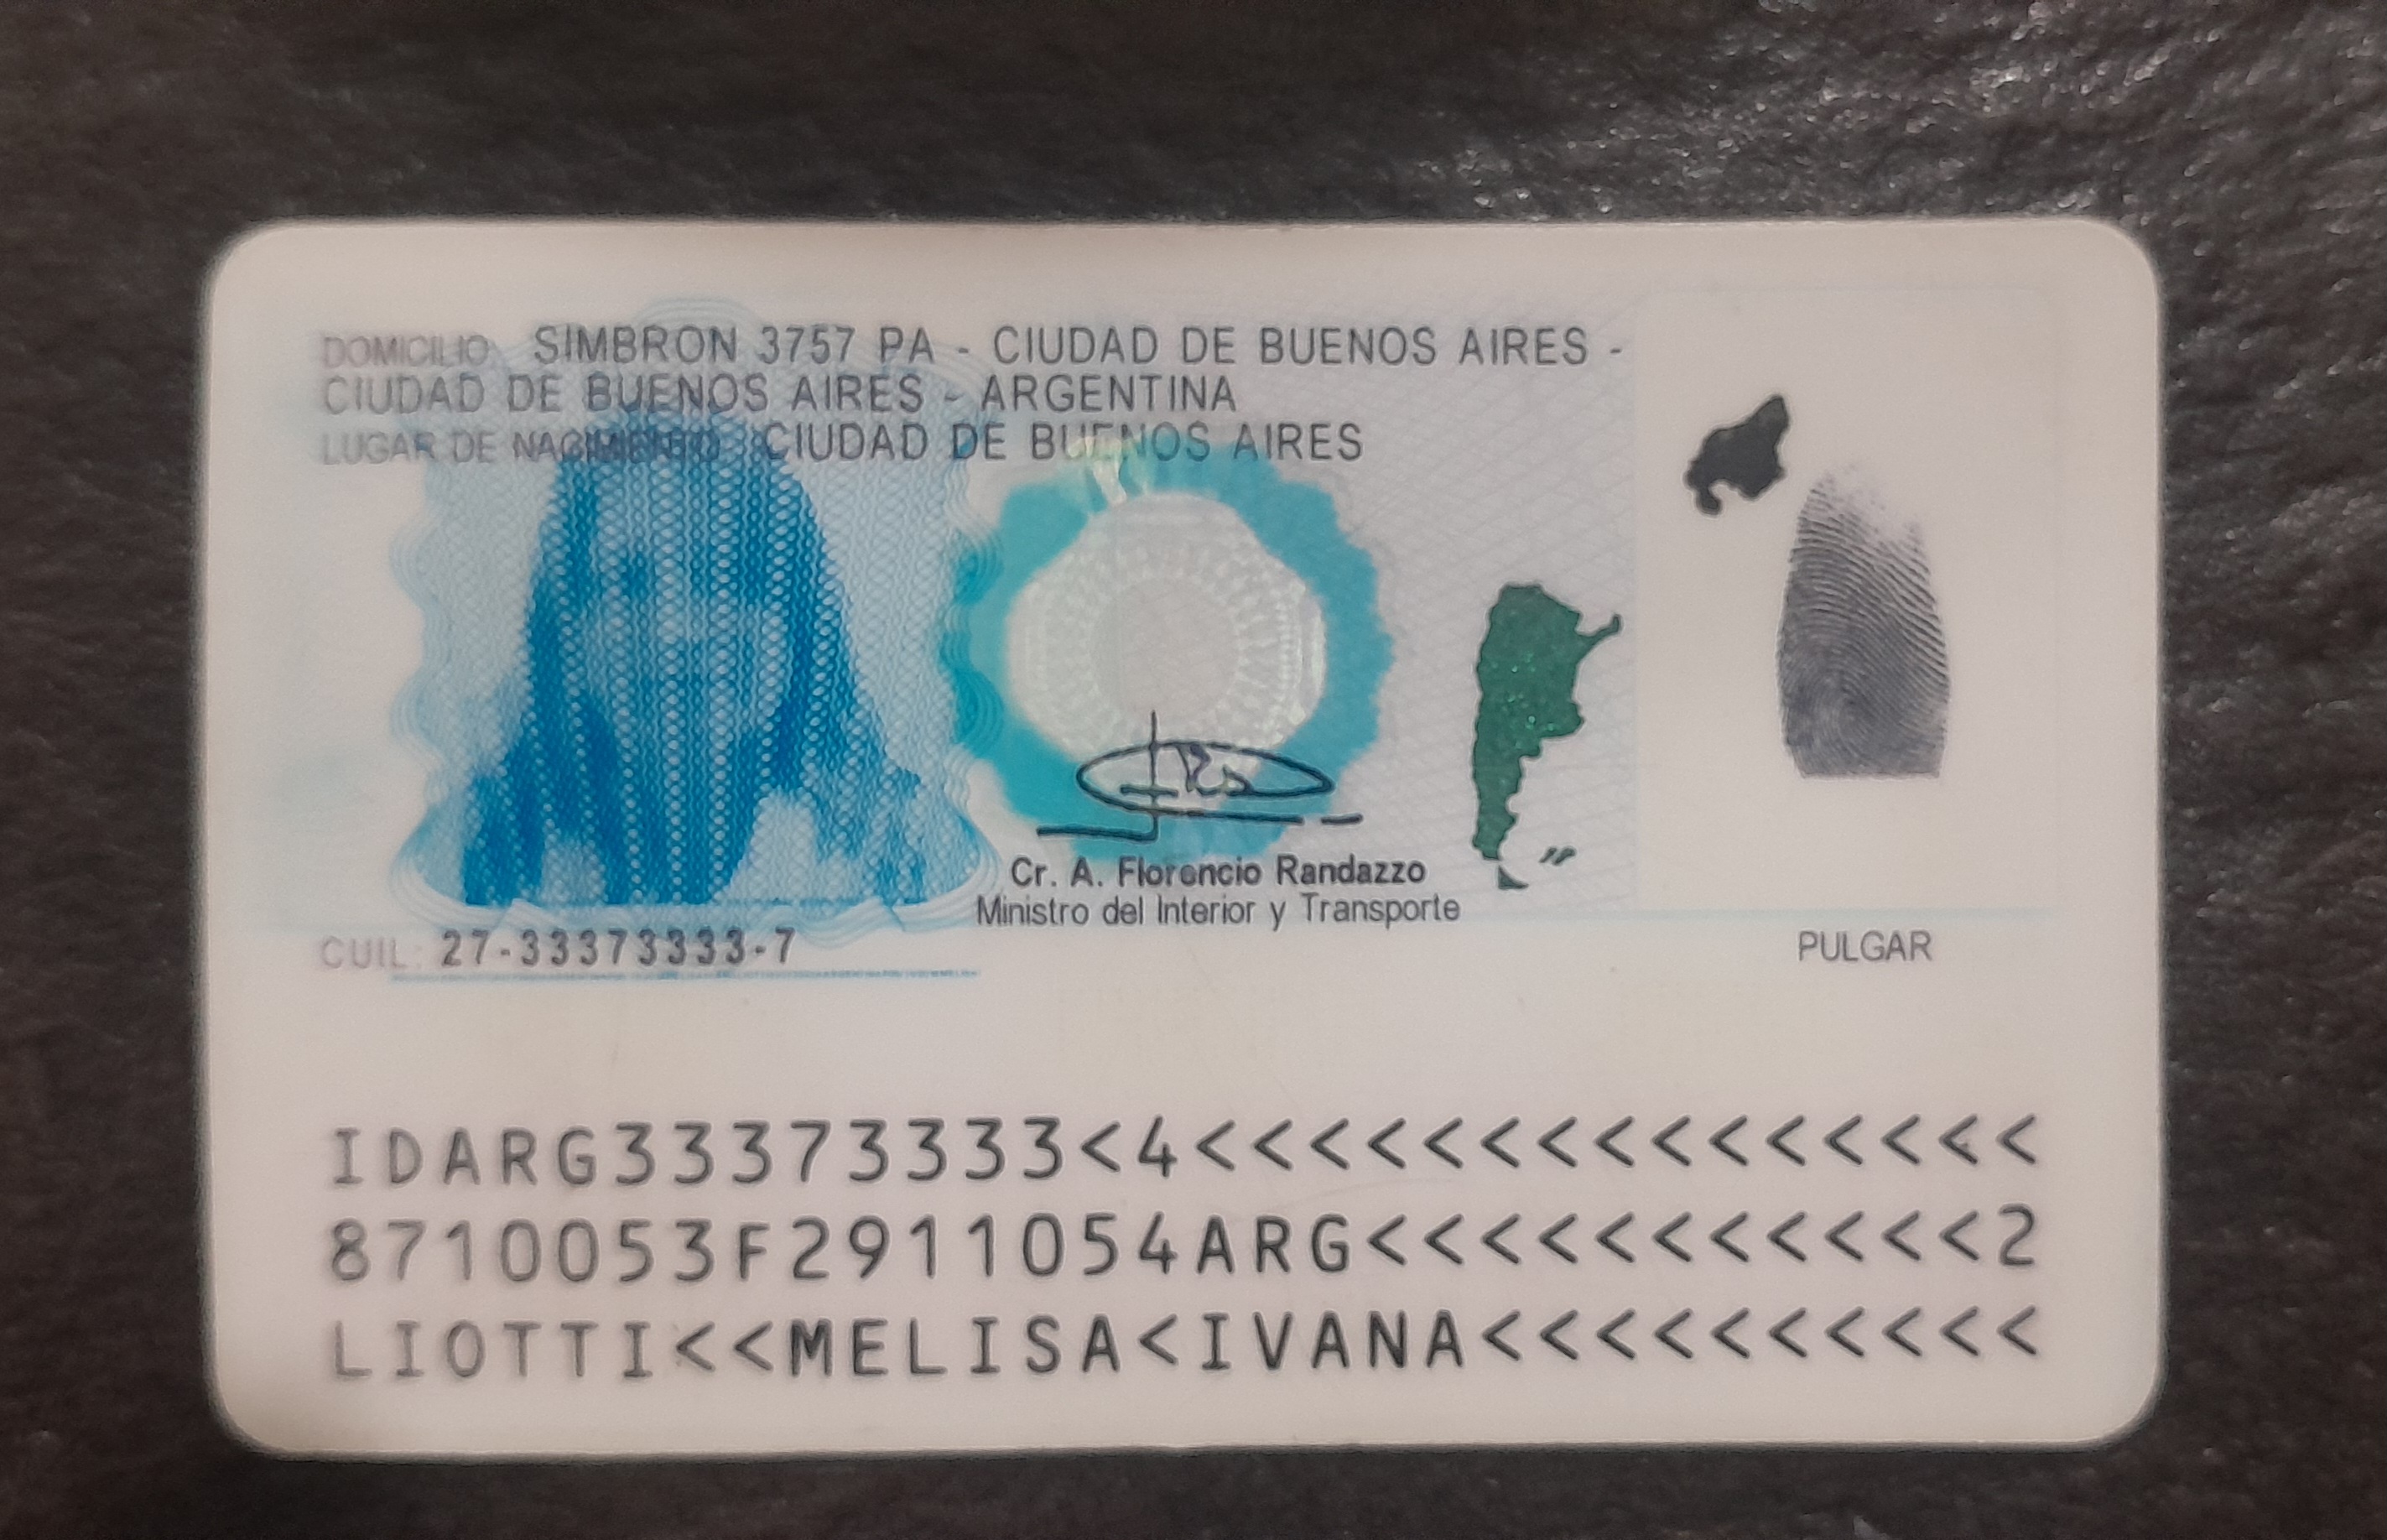 DOMICILIO: SIMBRON 3757 PA - CIUDAD DE BUENOS AIRES -
CIUDAD DE BUENOS AIRES - ARGENTINA
LUGAR DE NACIMIENTO: CIUDAD DE BUENOS AIRES
Cr. A. Florencio Randazzo
Ministro del Interior y Transporte
CUIL: 27-33373333-7
PULGAR
IDARG33373333<4<<<<<<<<<<<<<<<
8710053F2911054ARG<<<<<<<<<<<2
LIOTTI<<MELISA<IVANA<<<<<<<<<<